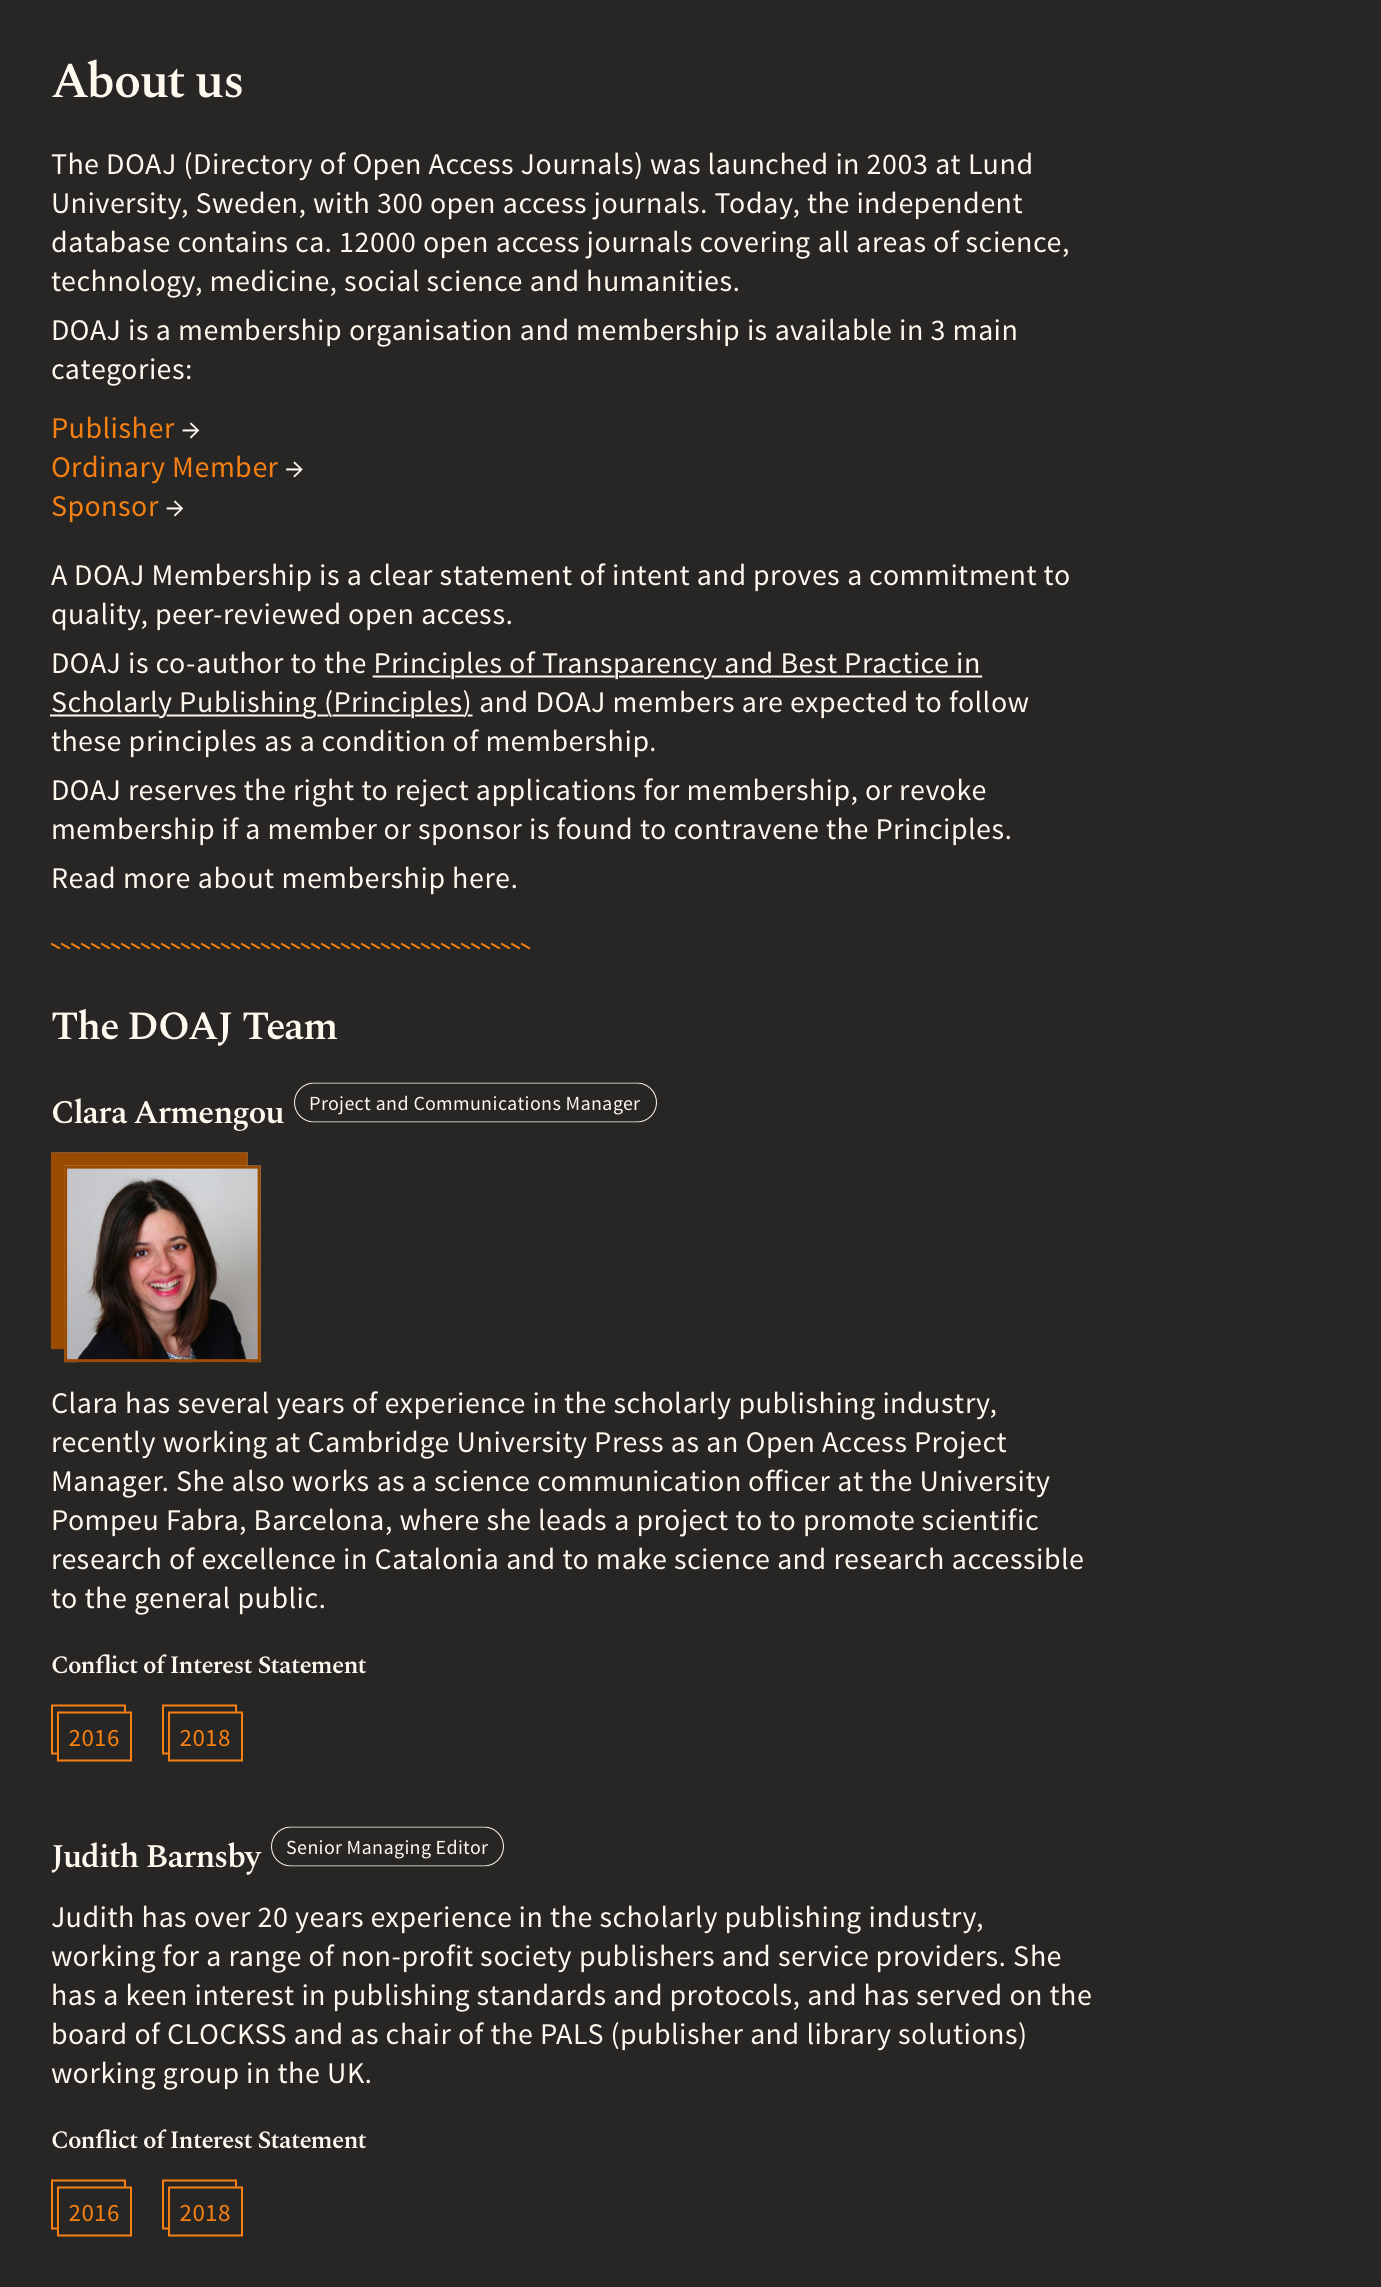 About us
The DOAJ (Directory of Open Access Journals) was launched in 2003 at Lund
University, Sweden, with 300 open access journals. Today, the independent
database contains ca. 12000 open access journals covering all areas of science,
technology, medicine, social science and humanities.
DOAJ is a membership organisation and membership is available in 3 main
categories:
Publisher →
Ordinary Member →
Sponsor →
A DOAJ Membership is a clear statement of intent and proves a commitment to
quality, peer-reviewed open access.
DOAJ is co-author to the Principles of Transparency and Best Practice in
Scholarly Publishing (Principles) and DOAJ members are expected to follow
these principles as a condition of membership.
DOAJ reserves the right to reject applications for membership, or revoke
membership if a member or sponsor is found to contravene the Principles.
Read more about membership here.
The DOAJ Team
Clara Armengou Project and Communications Manager
Clara has several years of experience in the scholarly publishing industry,
recently working at Cambridge University Press as an Open Access Project
Manager. She also works as a science communication officer at the University
Pompeu Fabra, Barcelona, where she leads a project to to promote scientific
research of excellence in Catalonia and to make science and research accessible
to the general public.
Conflict of Interest Statement
2016 2018
Judith Barnsby Senior Managing Editor
Judith has over 20 years experience in the scholarly publishing industry,
working for a range of non-profit society publishers and service providers. She
has a keen interest in publishing standards and protocols, and has served on the
board of CLOCKSS and as chair of the PALS (publisher and library solutions)
working group in the UK.
Conflict of Interest Statement
2016 2018